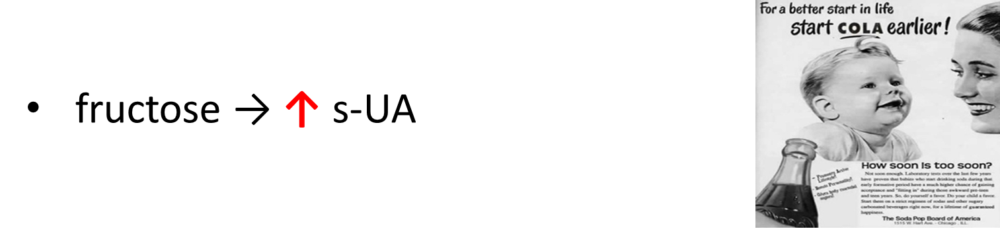 • fructose → ↑ s-UA
For a better start in life
start COLA earlier!
How soon is too soon?
Not soon enough. Laboratory tests over the last few years
have proven that babies who start drinking soda during that
early formative period have a much higher chance of gaining
acceptance and "fitting in" during those awkward pre-teen
and teen years. So, do yourself a favor. Do your child a favor.
Start them on a strict regimen of sodas and other sugary
carbonated beverages right now, for a lifetime of guaranteed
happiness.
- Promotes Active
Lifestyle!
- Boosts Personality!
- Gives body essential
sugars!
The Soda Pop Board of America
1515 W. Hart Ave. - Chicago, ILL.